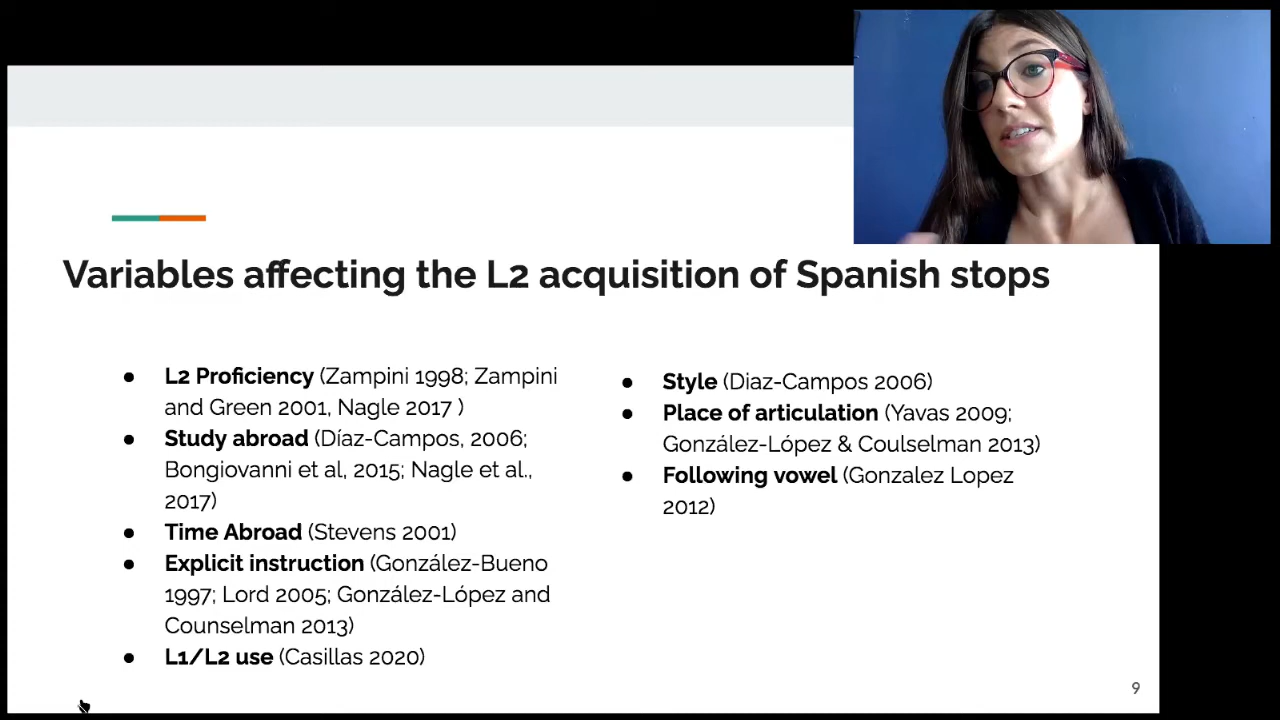 Variables affecting the L2 acquisition of Spanish stops
● L2 Proficiency (Zampini 1998; Zampini
and Green 2001, Nagle 2017 )
● Study abroad (Díaz-Campos, 2006;
Bongiovanni et al, 2015; Nagle et al.,
2017)
● Time Abroad (Stevens 2001)
● Explicit instruction (González-Bueno
1997; Lord 2005; González-López and
Counselman 2013)
● L1/L2 use (Casillas 2020)
● Style (Diaz-Campos 2006)
● Place of articulation (Yavas 2009;
González-López & Coulselman 2013)
● Following vowel (Gonzalez Lopez
2012)
9